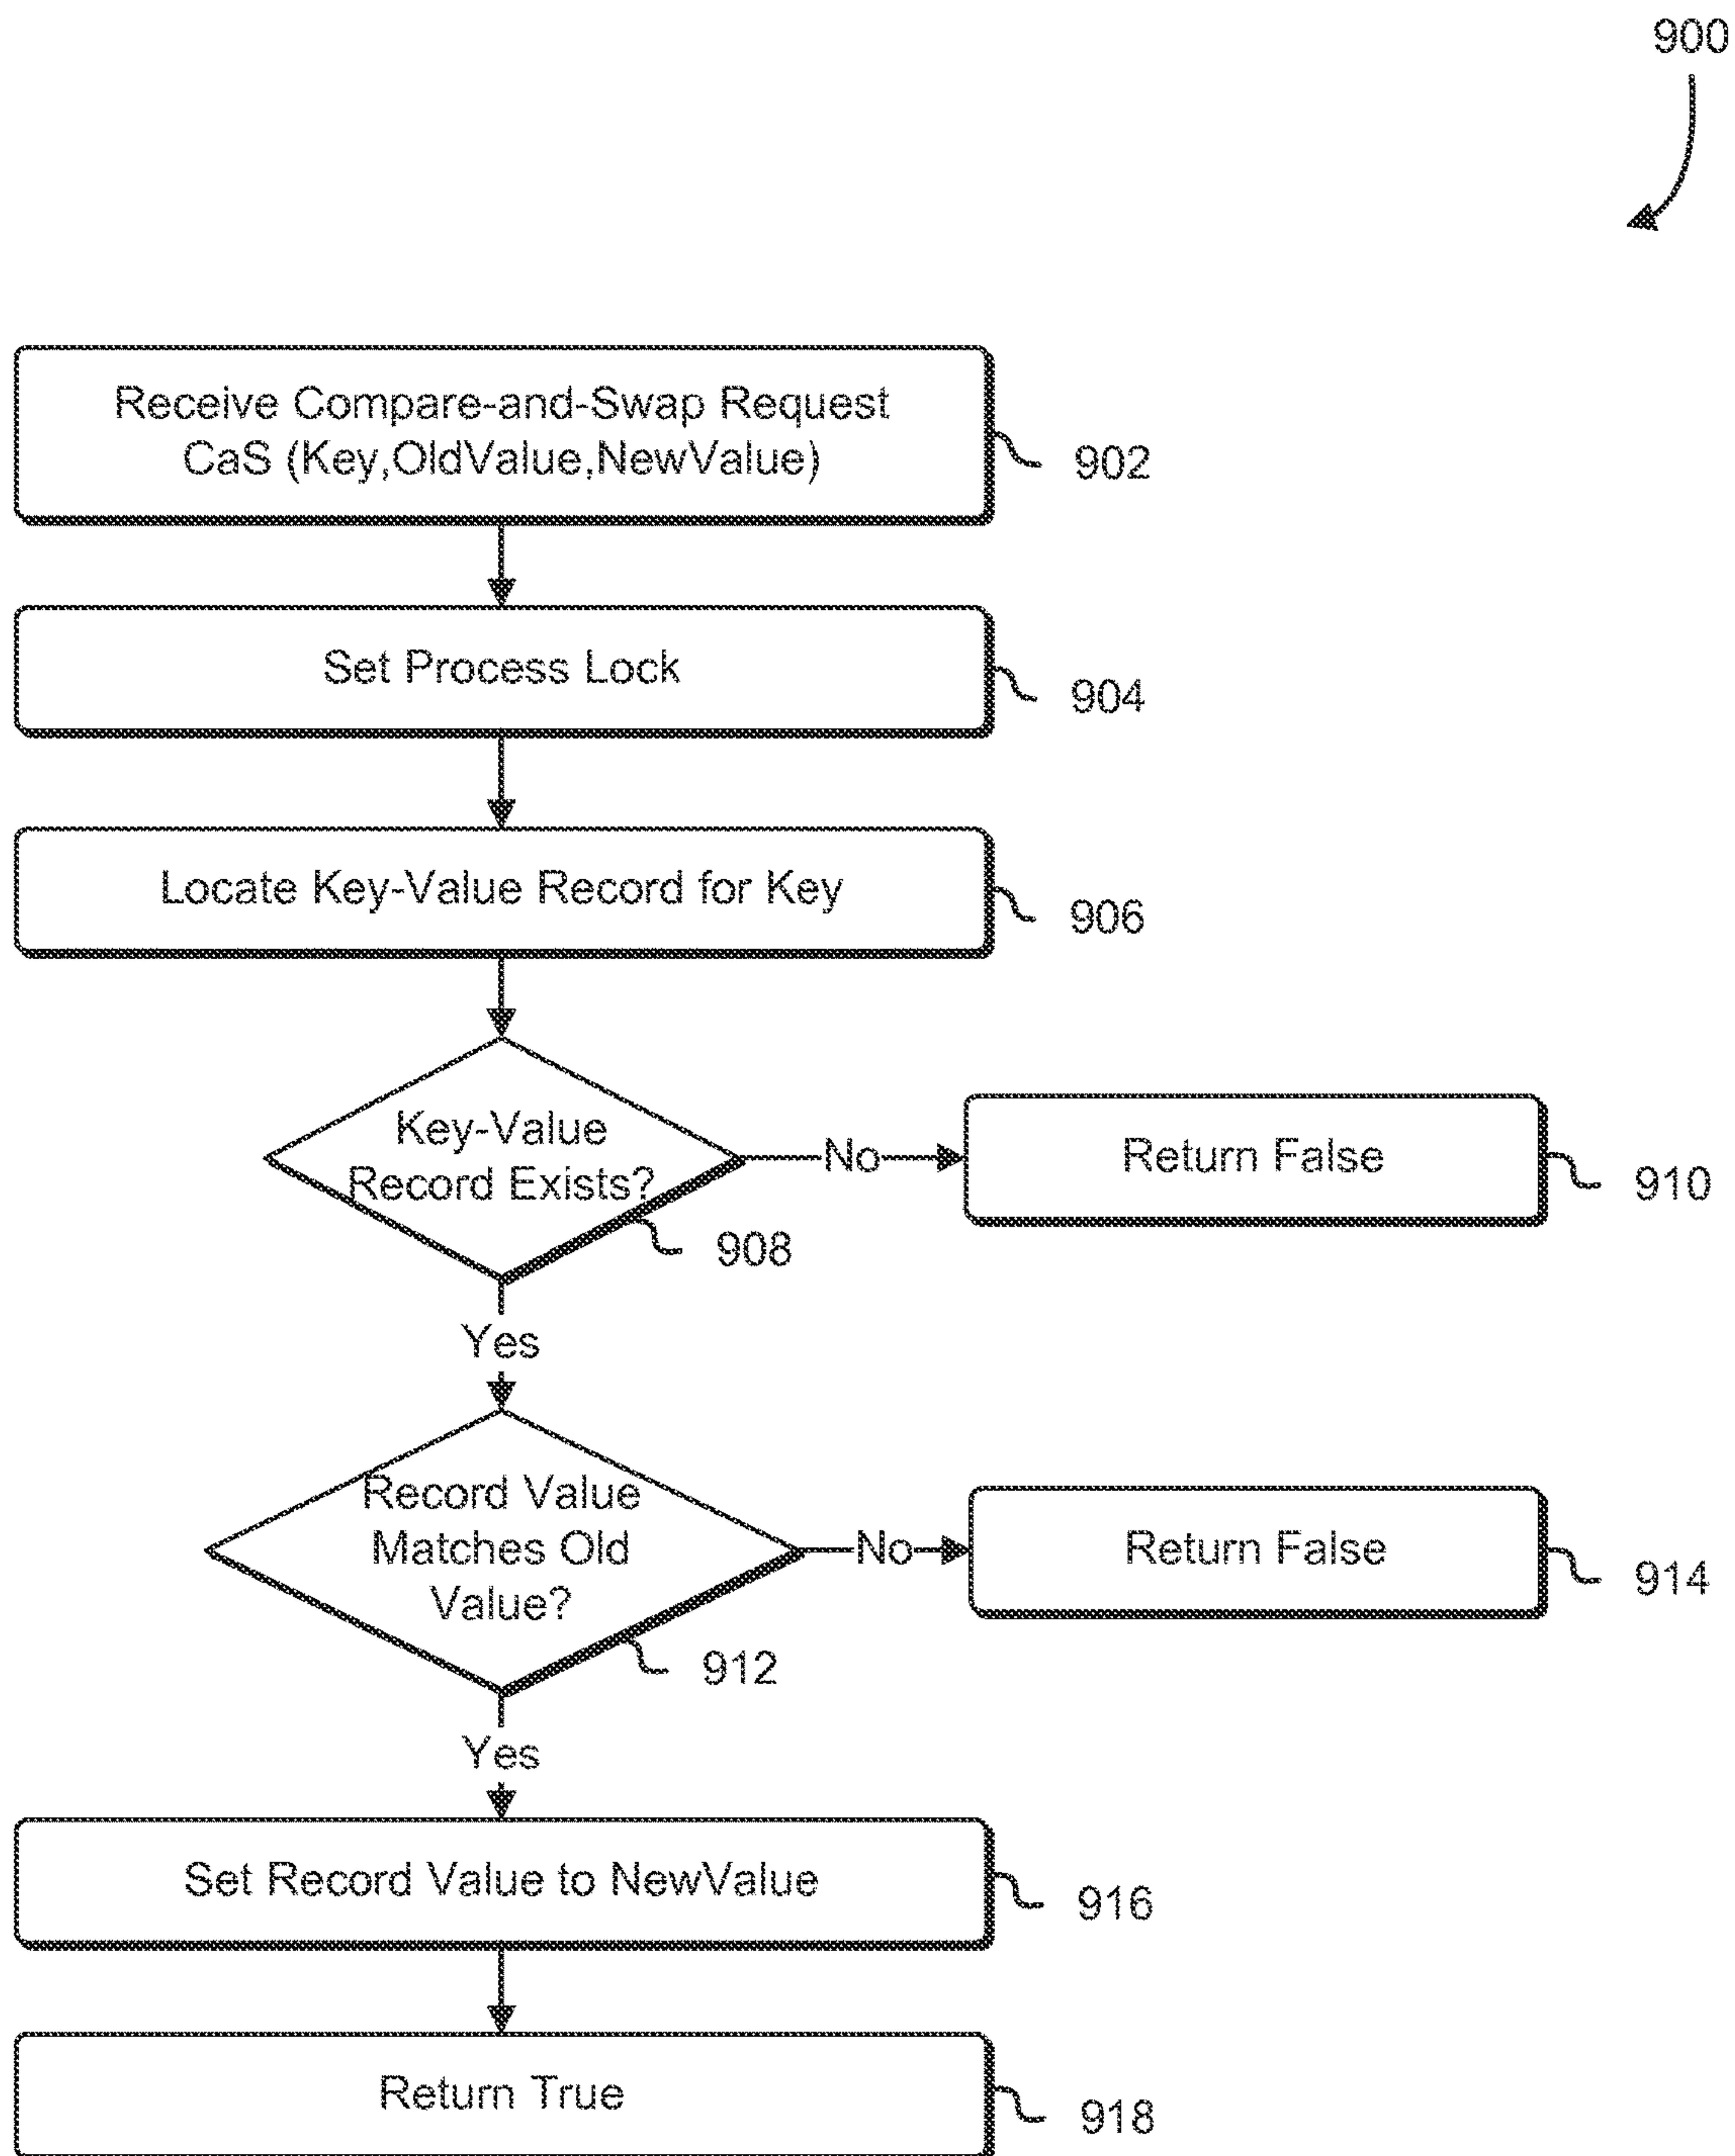 900
Receive Compare-and-Swap Request
CaS (Key,OldValue,NewValue)
902
Set Process Lock
904
Locate Key-Value Record for Key
906
Key-Value
Record Exists?
908
No
Return False
910
Yes
Record Value
Matches Old
Value?
912
No
Return False
914
Yes
Set Record Value to NewValue
916
Return True
918